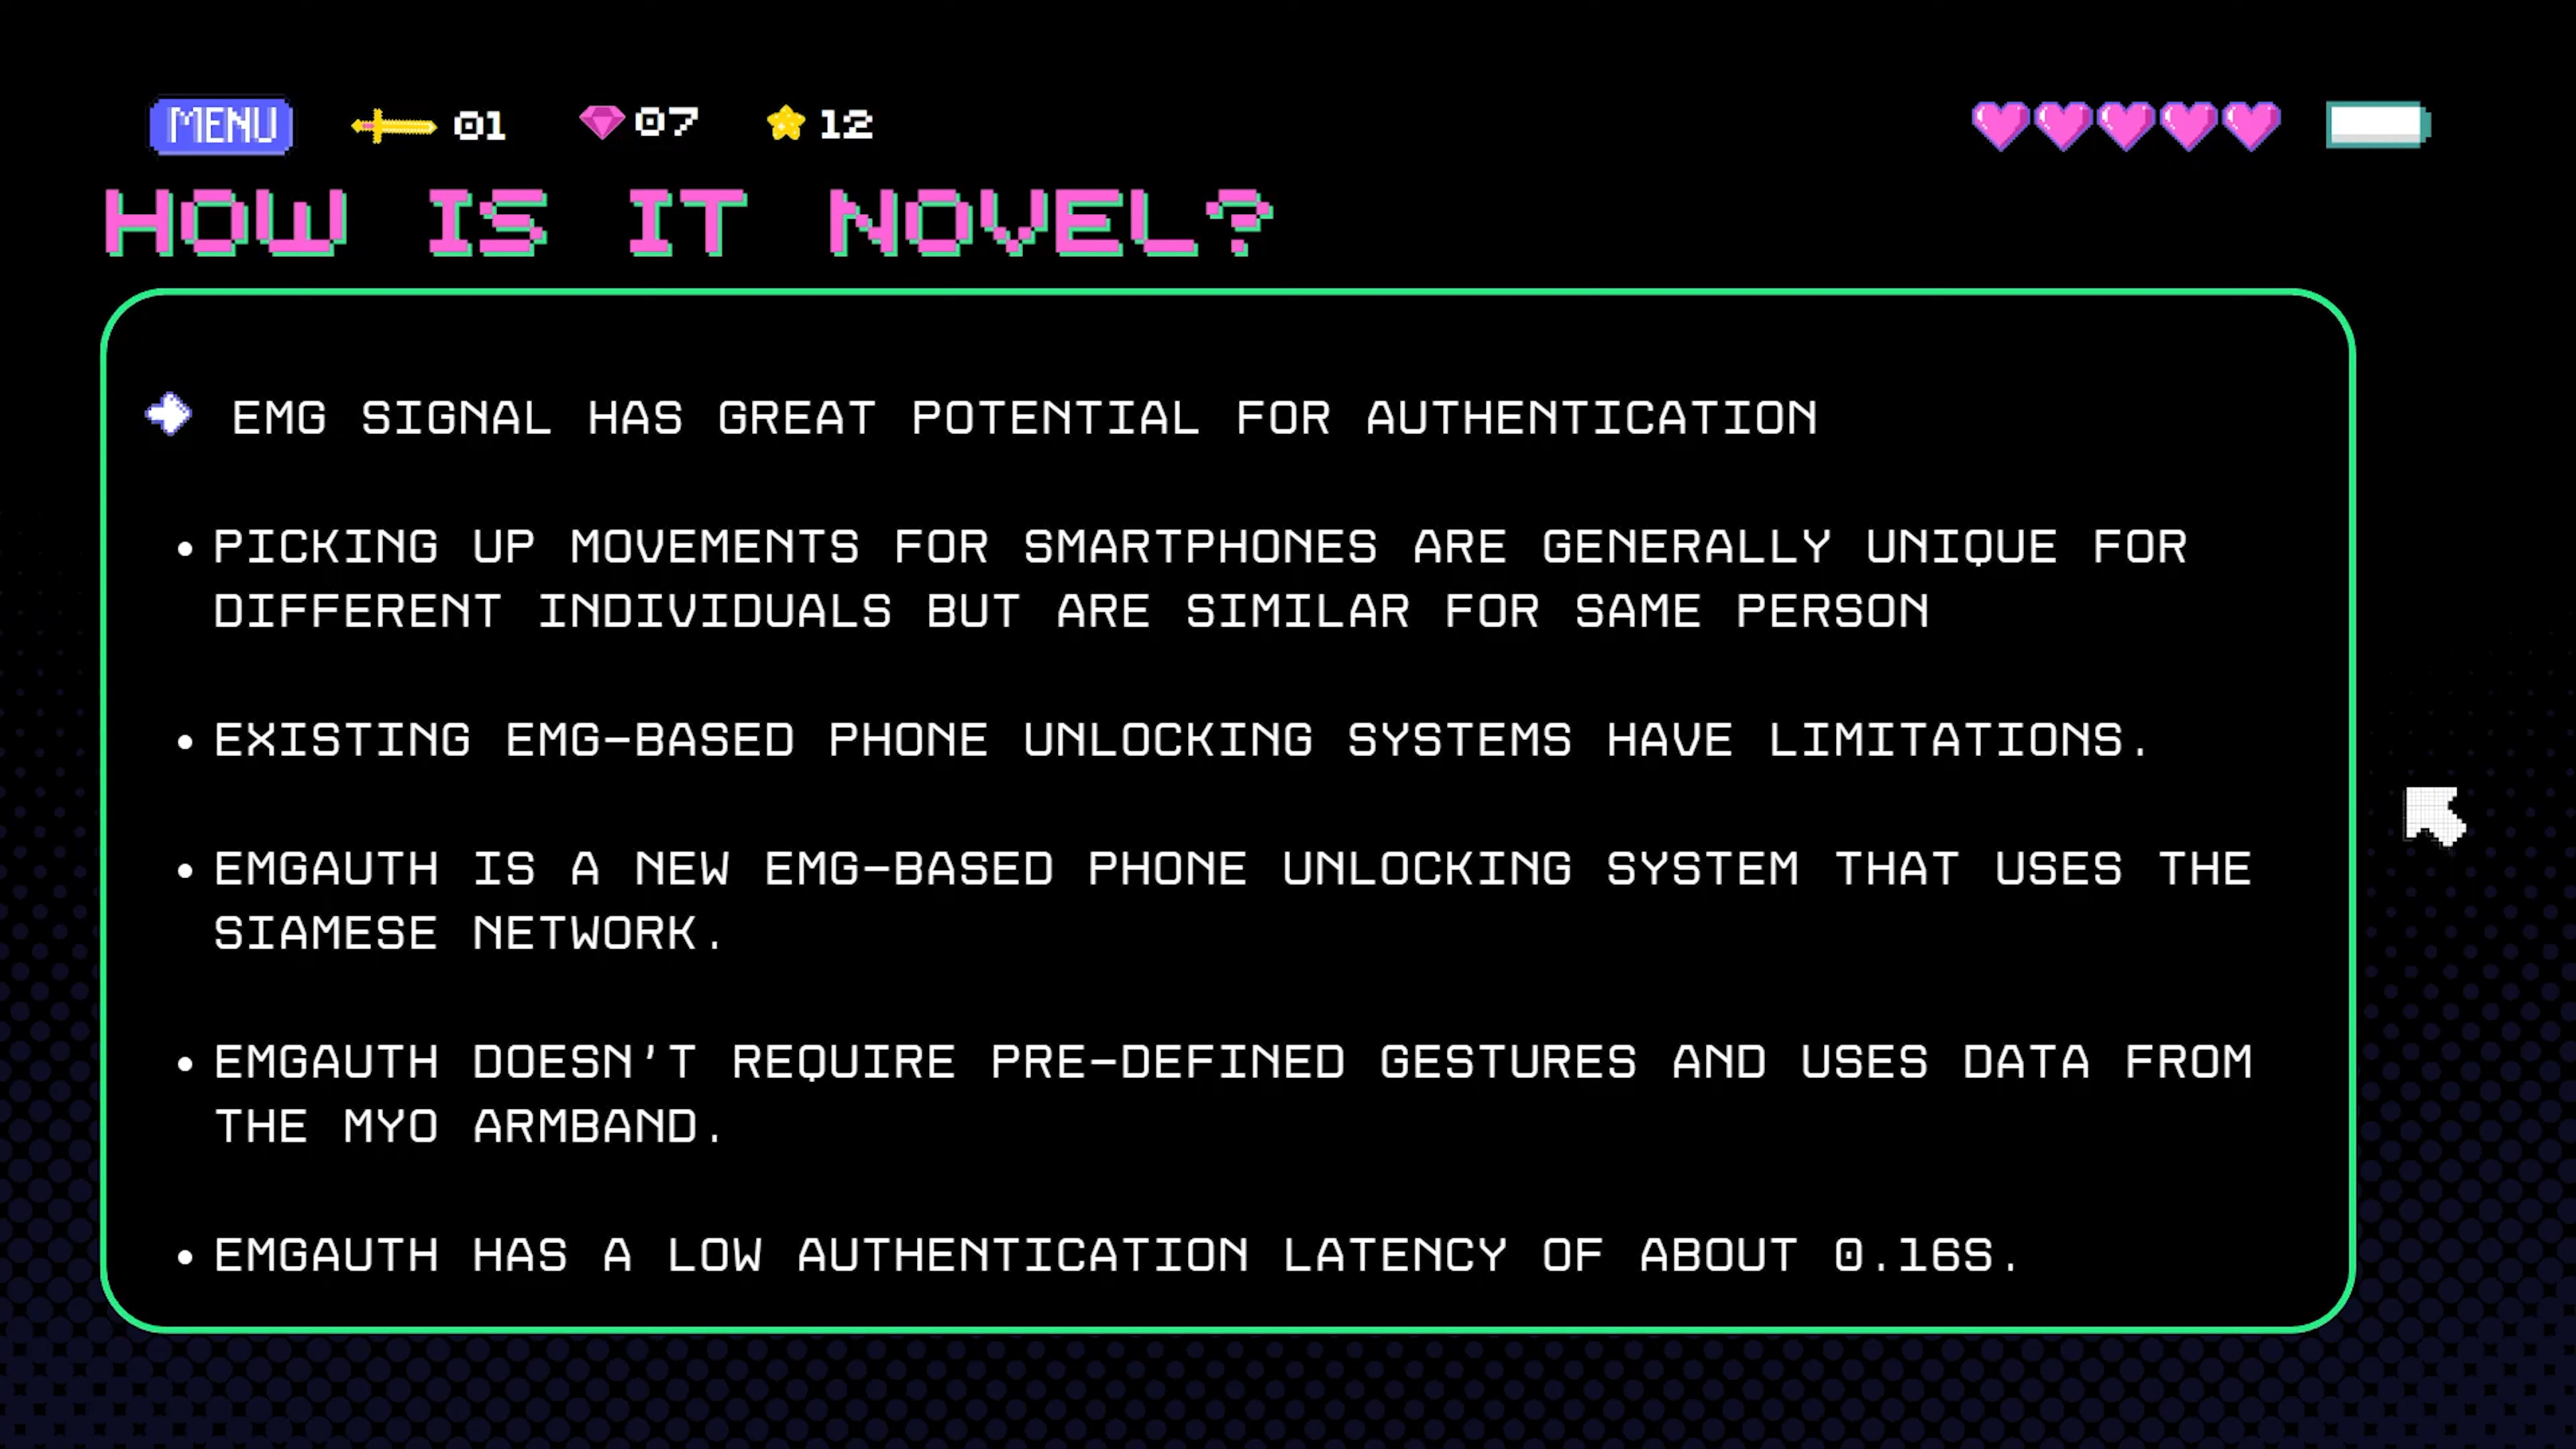 MENU 01 07 12
HOW IS IT NOVEL?
EMG SIGNAL HAS GREAT POTENTIAL FOR AUTHENTICATION
• PICKING UP MOVEMENTS FOR SMARTPHONES ARE GENERALLY UNIQUE FOR
DIFFERENT INDIVIDUALS BUT ARE SIMILAR FOR SAME PERSON
• EXISTING EMG-BASED PHONE UNLOCKING SYSTEMS HAVE LIMITATIONS.
• EMGAUTH IS A NEW EMG-BASED PHONE UNLOCKING SYSTEM THAT USES THE
SIAMESE NETWORK.
• EMGAUTH DOESN'T REQUIRE PRE-DEFINED GESTURES AND USES DATA FROM
THE MYO ARMBAND.
• EMGAUTH HAS A LOW AUTHENTICATION LATENCY OF ABOUT 0.16S.